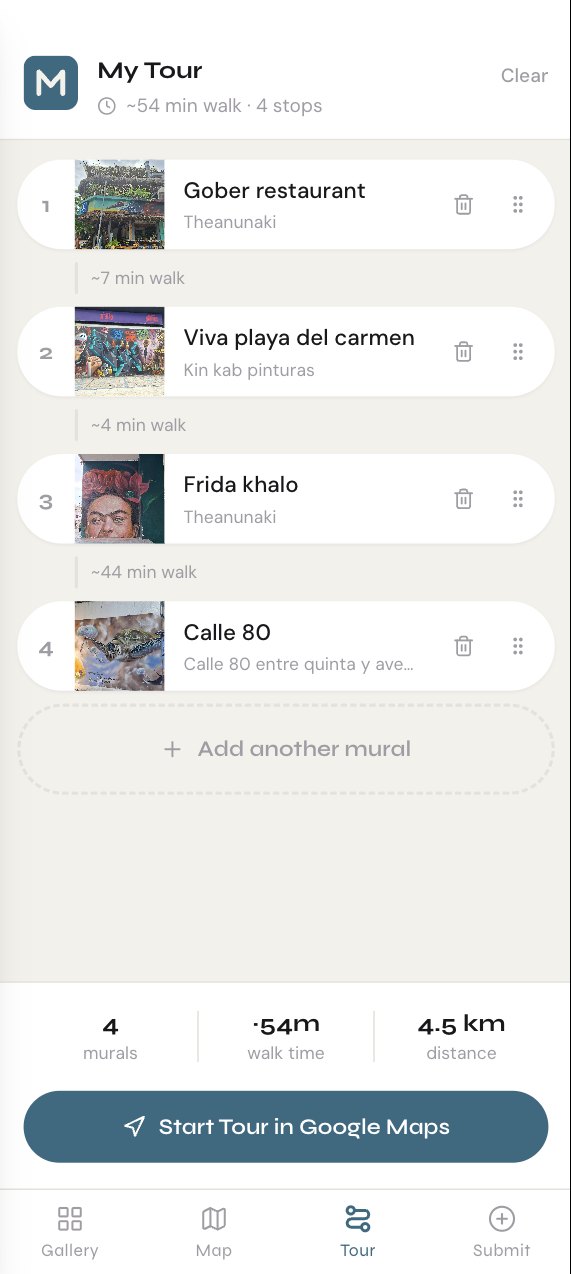 M
My Tour
Clear
~54 min walk · 4 stops
1
Gober restaurant
Theanunaki
~7 min walk
2
Viva playa del carmen
Kin kab pinturas
~4 min walk
3
Frida khalo
Theanunaki
~44 min walk
4
Calle 80
Calle 80 entre quinta y ave...
+ Add another mural
4
murals
·54m
walk time
4.5 km
distance
Start Tour in Google Maps
Gallery
Map
Tour
Submit